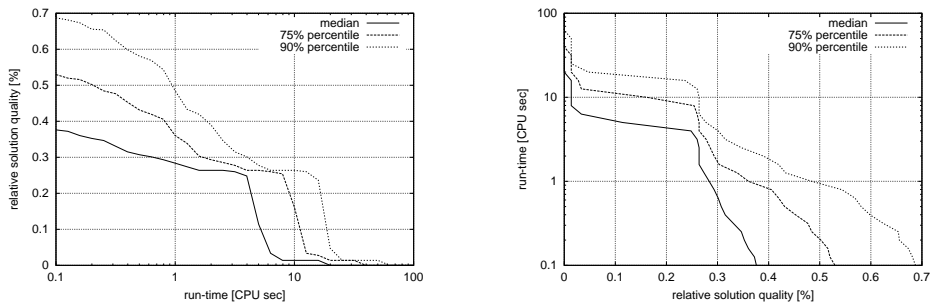 median
75% percentile
90% percentile
0.7
0.6
0.5
0.4
0.3
0.2
0.1
0
relative solution quality [%]
0.1 1 10 100
run-time [CPU sec]
median
75% percentile
90% percentile
100
10
1
0.1
run-time [CPU sec]
0 0.1 0.2 0.3 0.4 0.5 0.6 0.7
relative solution quality [%]